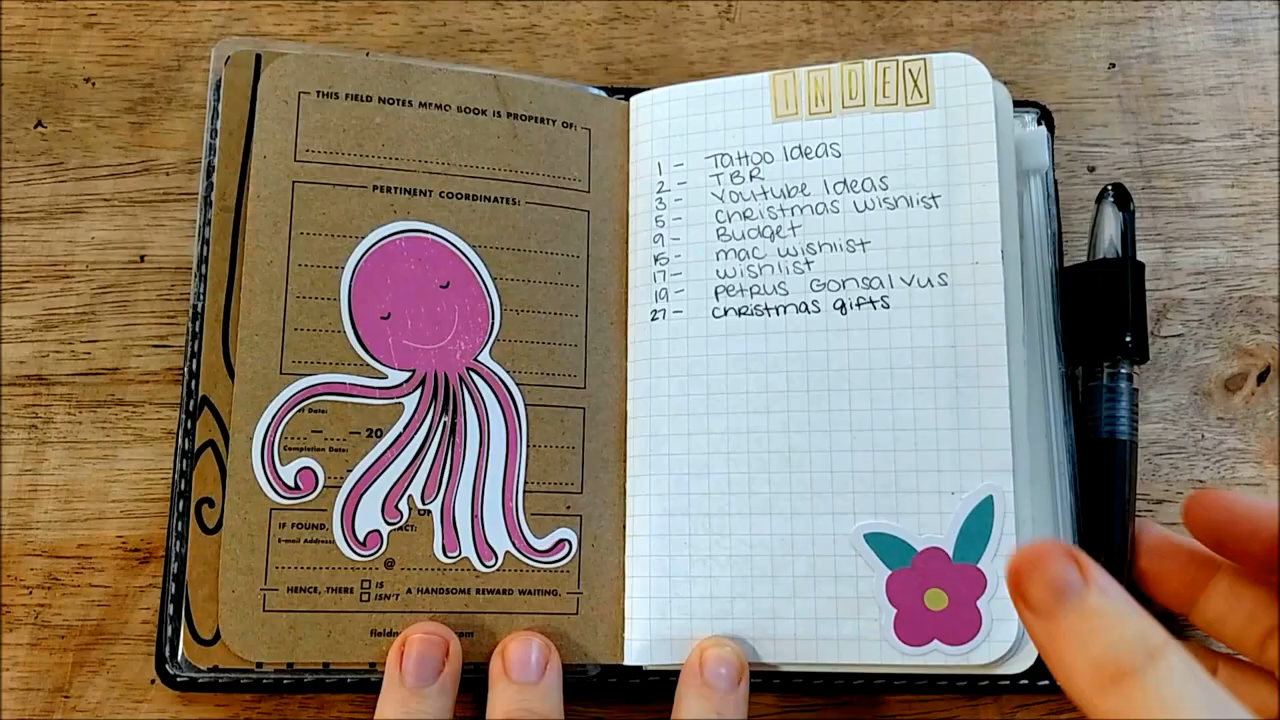 THIS FIELD NOTES MEMO BOOK IS PROPERTY OF:
PERTINENT COORDINATES:
Date:
20
Completion Date:
IF FOUND,
E-mail Address:
@
HENCE, THERE IS A HANDSOME REWARD WAITING.
ISN'T
INDEX
1 - Tattoo Ideas
2 - TBR
3 - Youtube Ideas
5 - Christmas Wishlist
9 - Budget
15 - mac wishlist
17 - wishlist
19 - Petrus Gonsalvus
27 - Christmas gifts